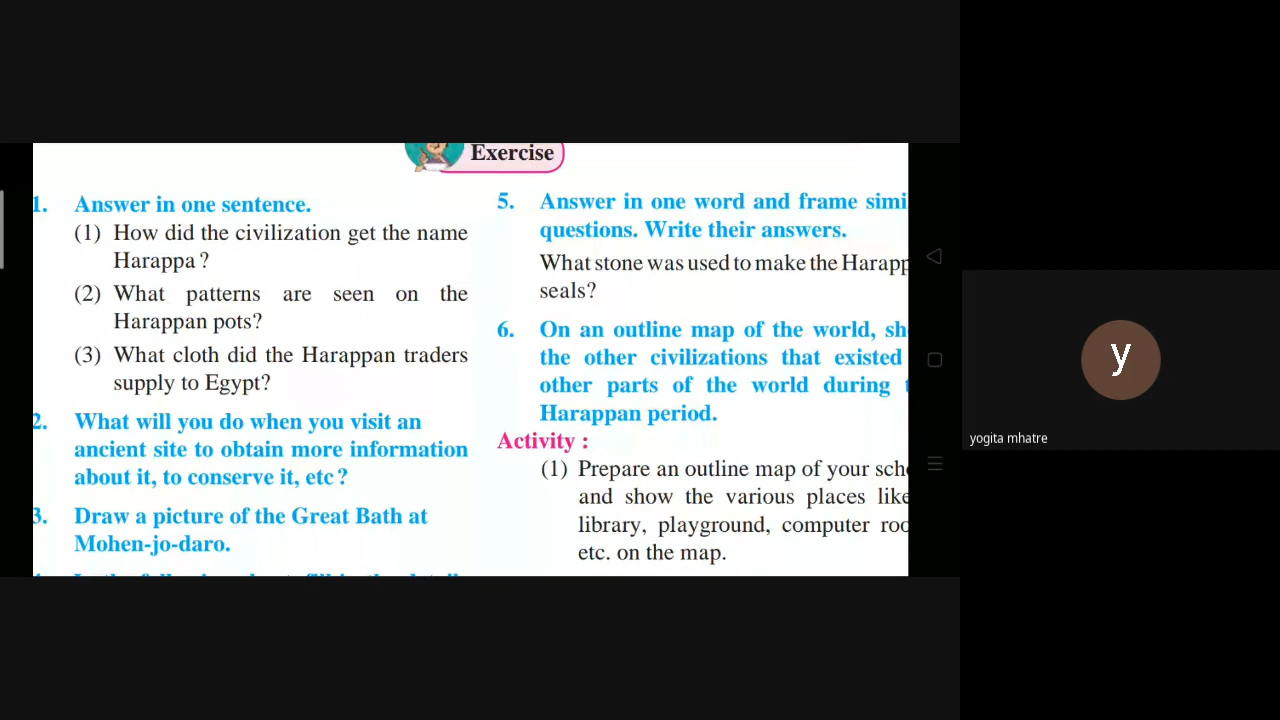 Exercise
1. Answer in one sentence.
(1) How did the civilization get the name
Harappa ?
(2) What patterns are seen on the
Harappan pots?
(3) What cloth did the Harappan traders
supply to Egypt?
2. What will you do when you visit an
ancient site to obtain more information
about it, to conserve it, etc ?
3. Draw a picture of the Great Bath at
Mohen-jo-daro.
5. Answer in one word and frame simi
questions. Write their answers.
What stone was used to make the Harapp
seals?
6. On an outline map of the world, sh
the other civilizations that existed
other parts of the world during t
Harappan period.
Activity :
(1) Prepare an outline map of your scho
and show the various places like
library, playground, computer roo
etc. on the map.
y
yogita mhatre